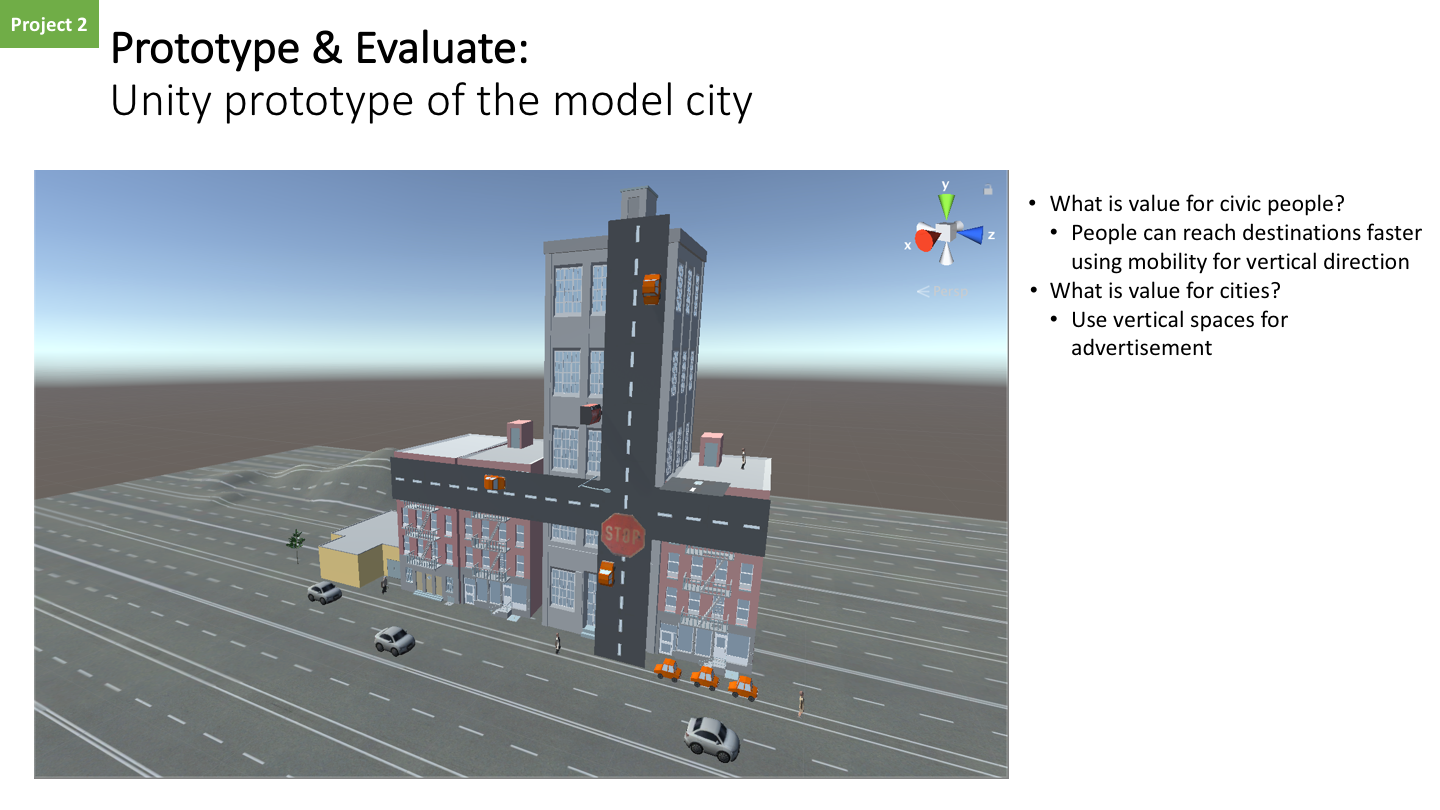 Project 2
Prototype & Evaluate:
Unity prototype of the model city
y
x
z
Persp
STOP
• What is value for civic people?
• People can reach destinations faster
using mobility for vertical direction
• What is value for cities?
• Use vertical spaces for
advertisement